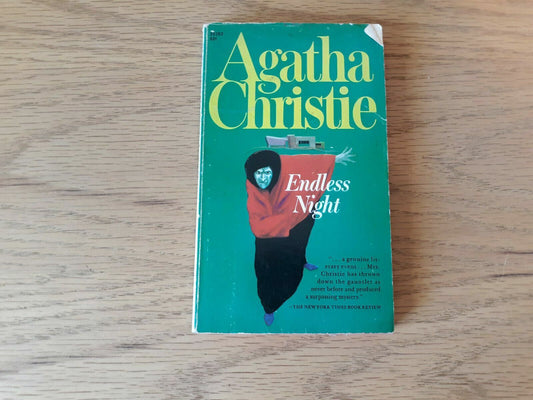 Agatha
Christie
Endless
Night
". . . a genuine lit-
erary event . . . Mrs.
Christie has thrown
down the gauntlet as
never before and produced
a surpassing mystery."
—THE NEW YORK TIMES BOOK REVIEW